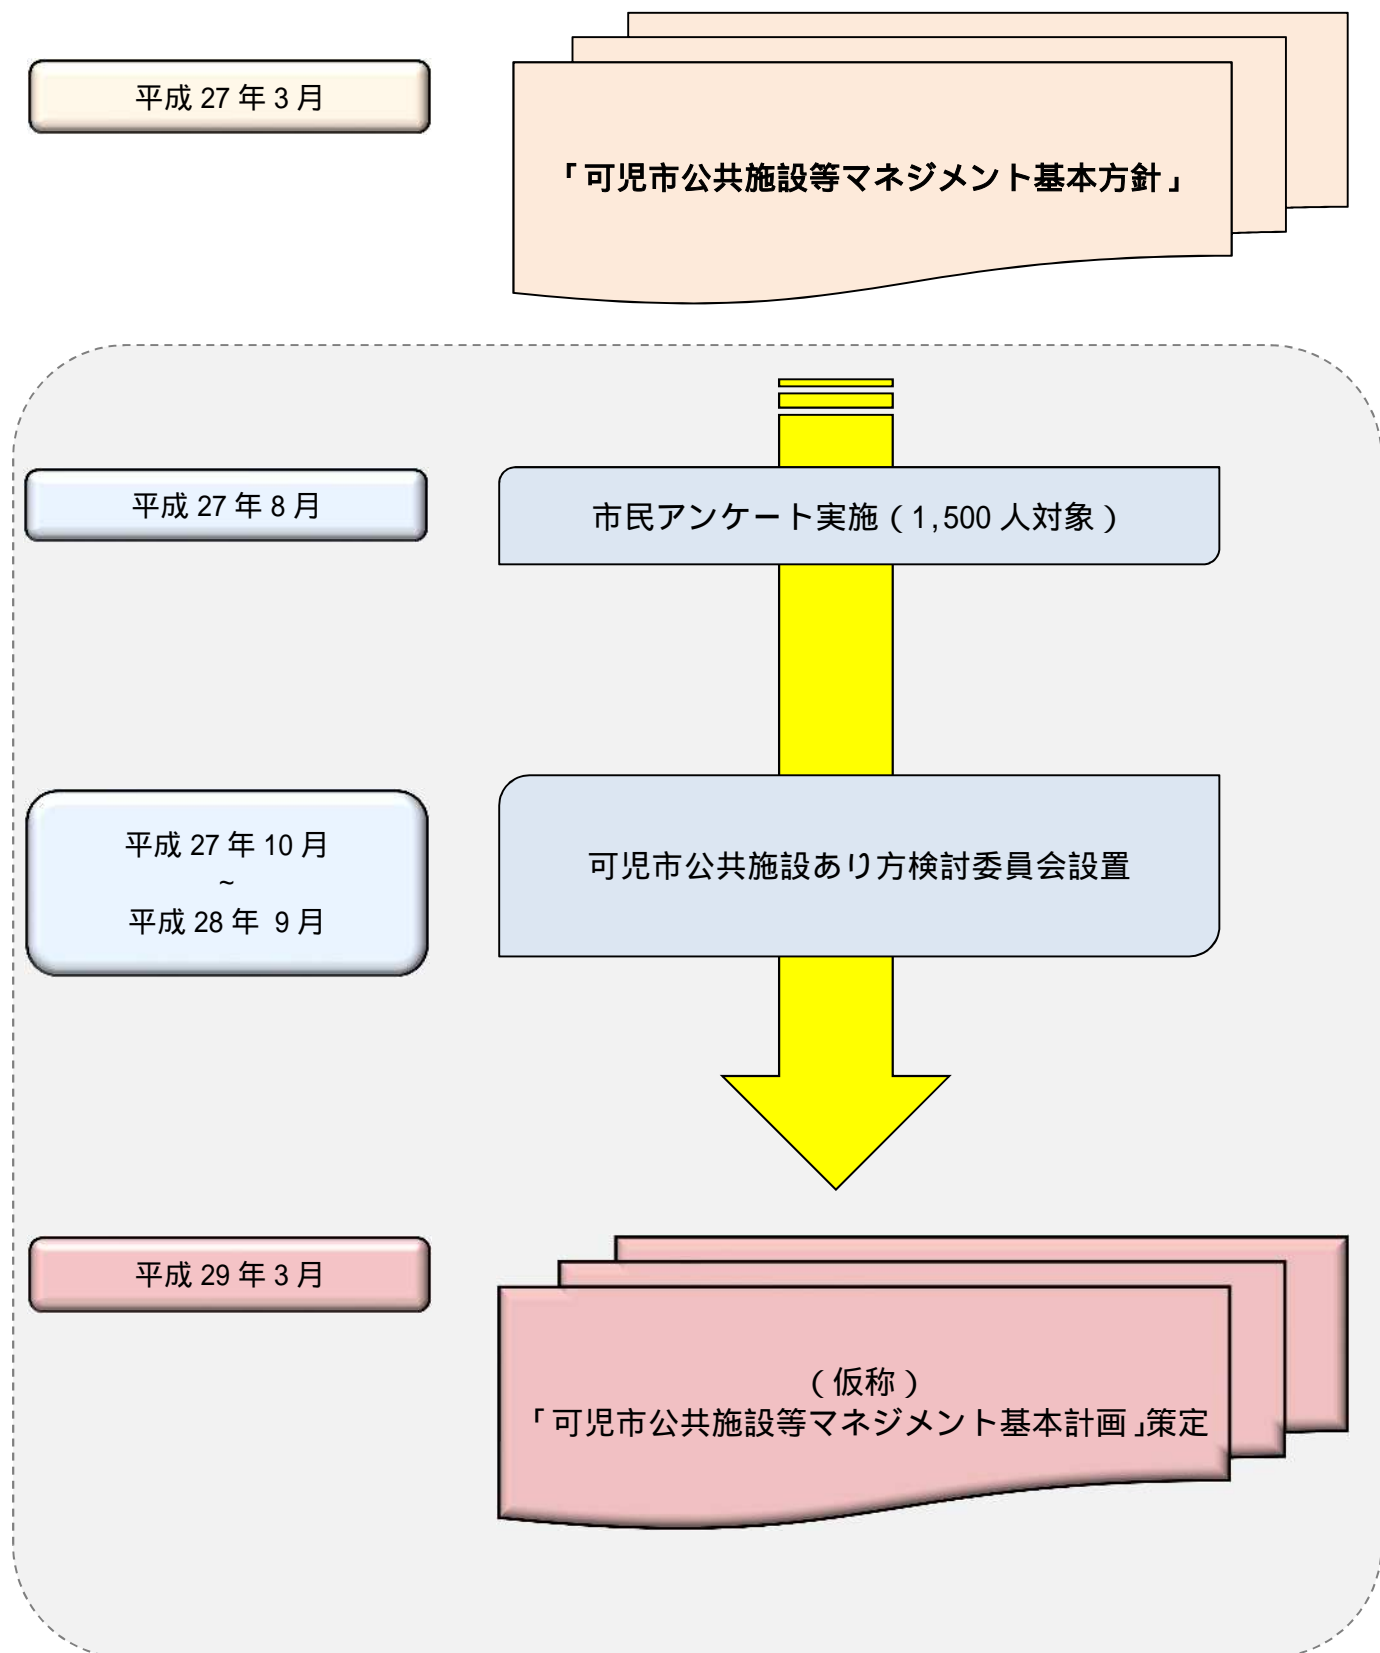 平成 27 年 3 月
「可児市公共施設等マネジメント基本方針」
平成 27 年 8 月
市民アンケート実施（1,500 人対象）
平成 27 年 10 月
~
平成 28 年 9 月
可児市公共施設あり方検討委員会設置
平成 29 年 3 月
（仮称）
「可児市公共施設等マネジメント基本計画」策定